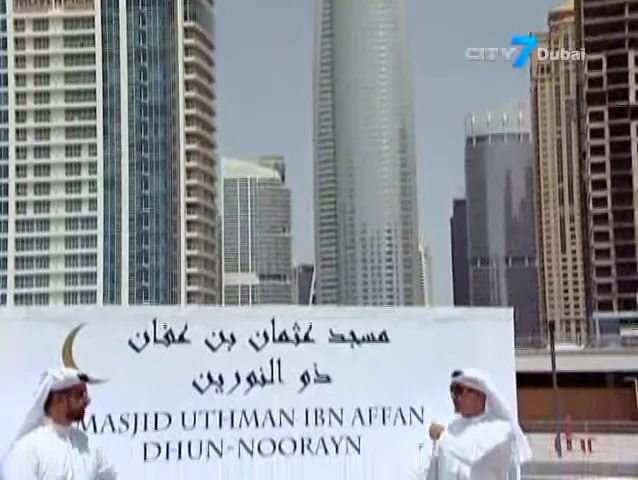 CITY7 Dubai
مسجد عثمان بن عفان
ذو النورين
MASJID UTHMAN IBN AFFAN
DHUN-NOORAYN